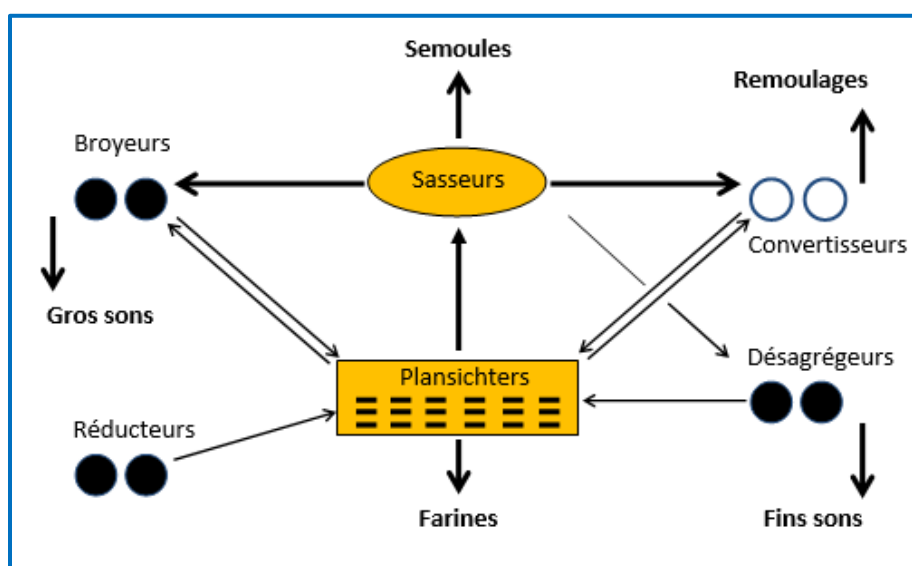 Semoules
Remoulages
Broyeurs
Sasseurs
Convertisseurs
Gros sons
Plansichters
Désagrégeurs
Réducteurs
Farines
Fins sons